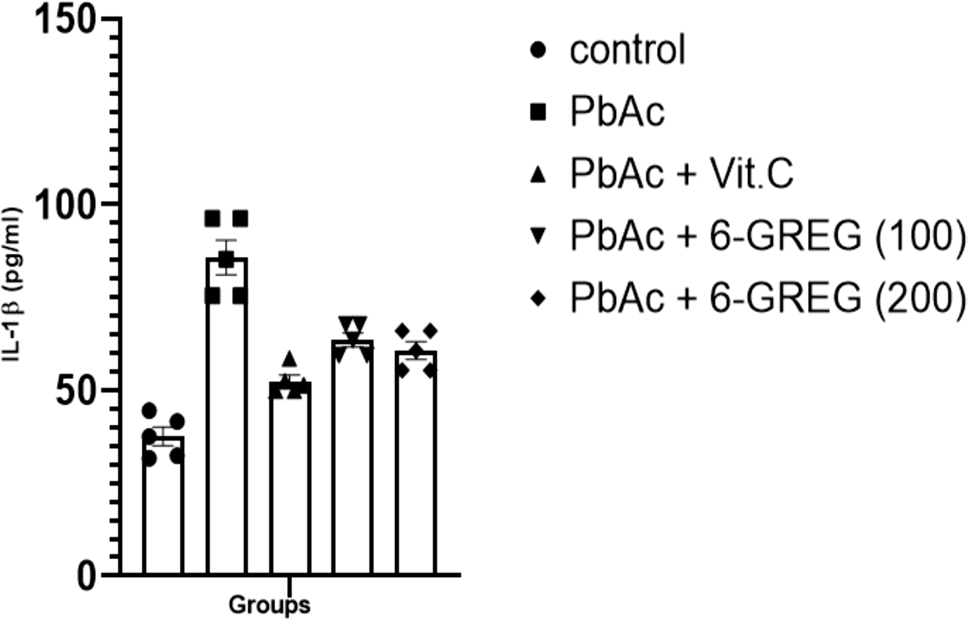 150
100
50
0
IL-1β (pg/ml)
Groups
control
PbAc
PbAc + Vit.C
PbAc + 6-GREG (100)
PbAc + 6-GREG (200)